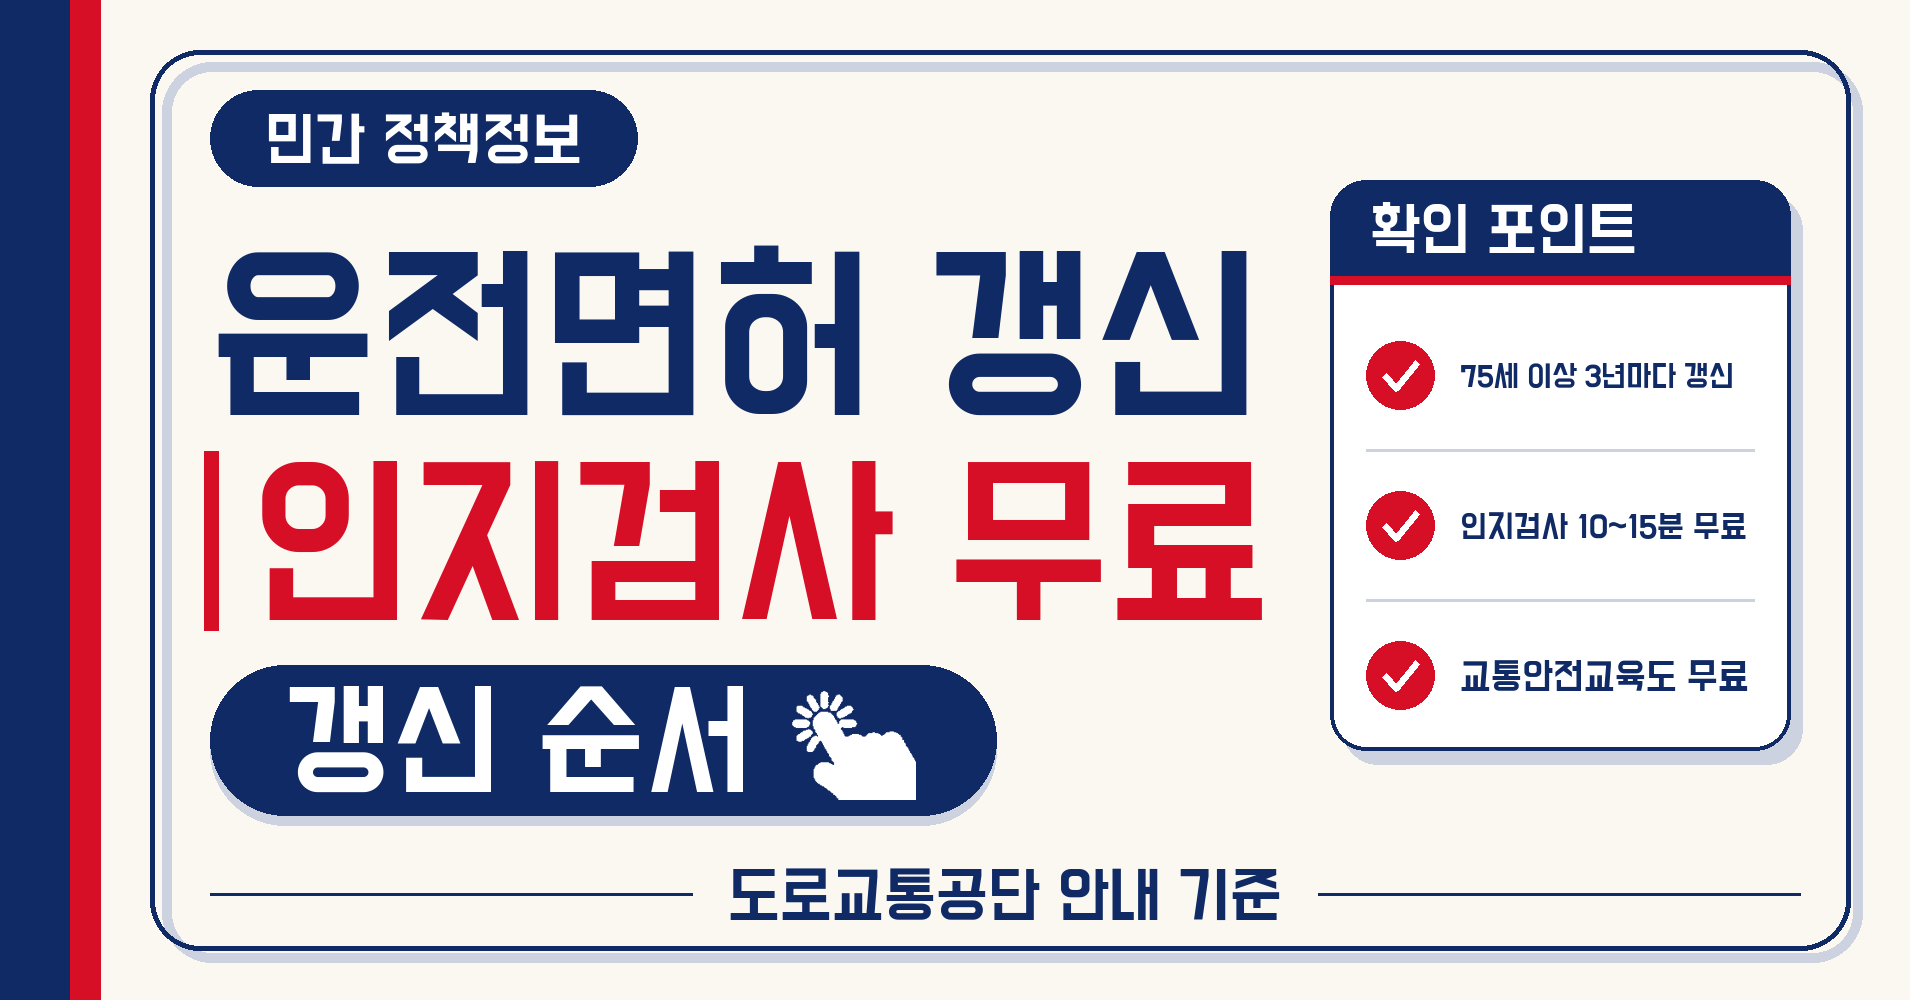 민간 정책정보
운전면허 갱신
인지검사 무료
갱신 순서
확인 포인트
75세 이상 3년마다 갱신
인지검사 10~15분 무료
교통안전교육도 무료
도로교통공단 안내 기준